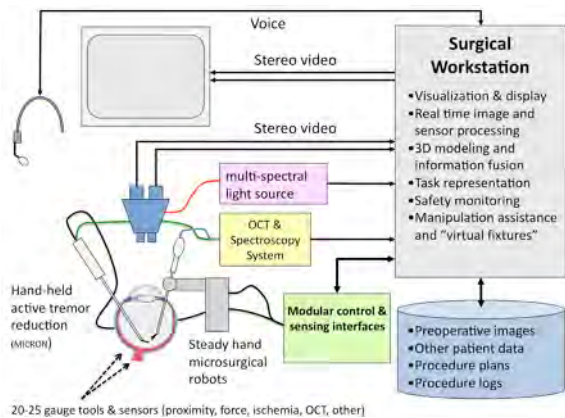 Voice
Stereo video
Stereo video
Surgical
Workstation
▪Visualization & display
▪Real time image and
sensor processing
▪3D modeling and
information fusion
▪Task representation
▪Safety monitoring
▪Manipulation assistance
and "virtual fixtures"
multi-spectral
light source
OCT &
Spectroscopy
System
Hand-held
active tremor
reduction
(MICRON)
Steady hand
microsurgical
robots
Modular control &
sensing interfaces
▪Preoperative images
▪Other patient data
▪Procedure plans
▪Procedure logs
20-25 gauge tools & sensors (proximity, force, ischemia, OCT, other)